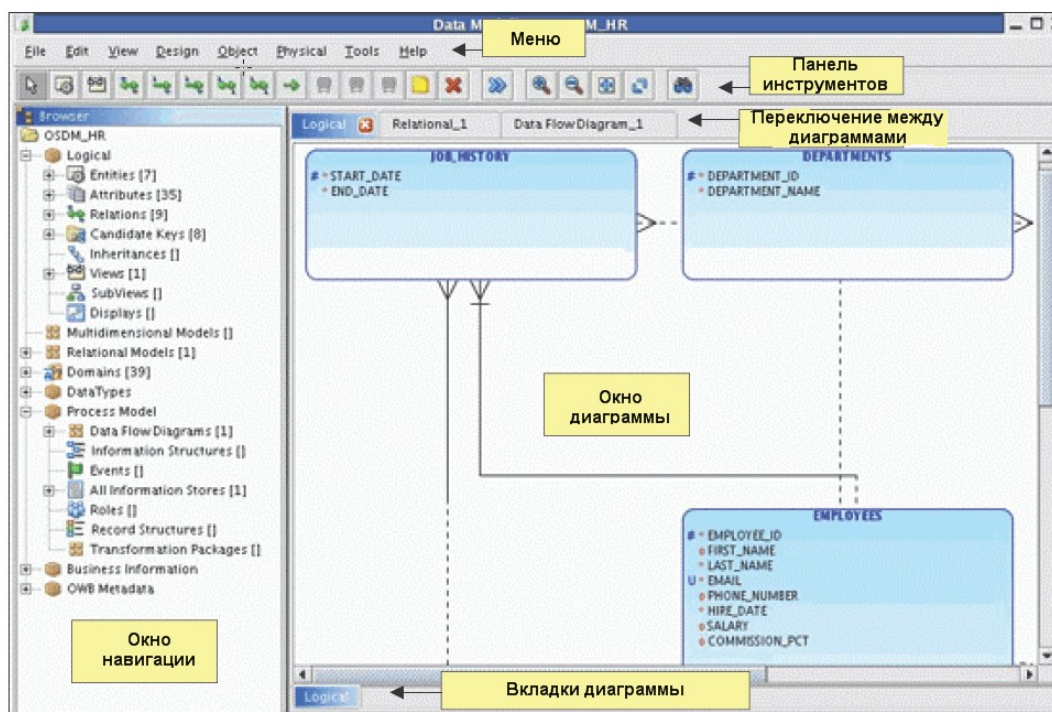 OSDM_HR
Меню
File Edit View Design Object Physical Tools Help
Панель
инструментов
Browser
OSDM_HR
Logical
Entities [7]
Attributes [35]
Relations [9]
Candidate Keys [8]
Inheritances []
Views [1]
SubViews []
Displays []
Multidimensional Models []
Relational Models [1]
Domains [39]
DataTypes
Process Model
Data Flow Diagrams [1]
Information Structures []
Events []
All Information Stores [1]
Roles []
Record Structures []
Transformation Packages []
Business Information
OWB Metadata
Окно
навигации
Logical Relational_1 Data Flow Diagram_1
Переключение между
диаграммами
JOB_HISTORY
# * START_DATE
* END_DATE
DEPARTMENTS
# * DEPARTMENT_ID
* DEPARTMENT_NAME
Окно
диаграммы
EMPLOYEES
# * EMPLOYEE_ID
o FIRST_NAME
* LAST_NAME
U * EMAIL
o PHONE_NUMBER
* HIRE_DATE
o SALARY
o COMMISSION_PCT
Logical
Вкладки диаграммы